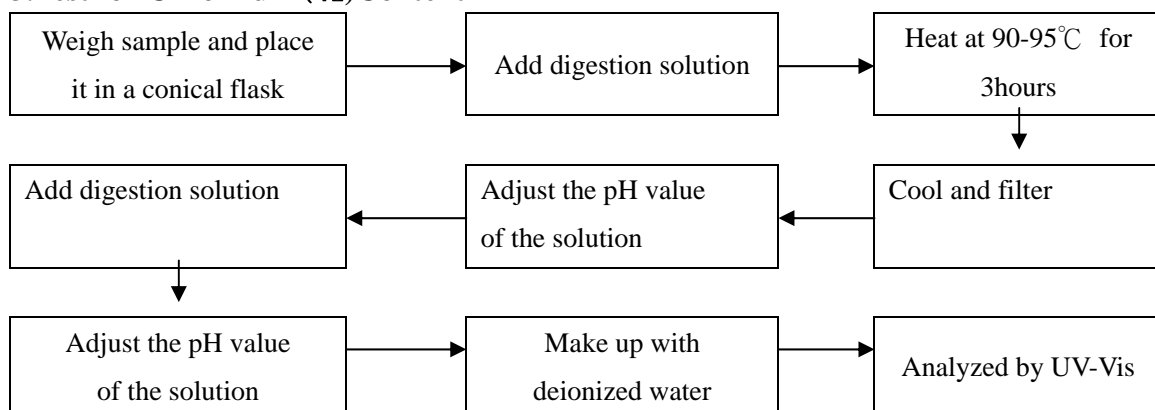 Weigh sample and place
it in a conical flask
Add digestion solution
Heat at 90-95℃ for
3hours
Cool and filter
Adjust the pH value
of the solution
Add digestion solution
Adjust the pH value
of the solution
Make up with
deionized water
Analyzed by UV-Vis